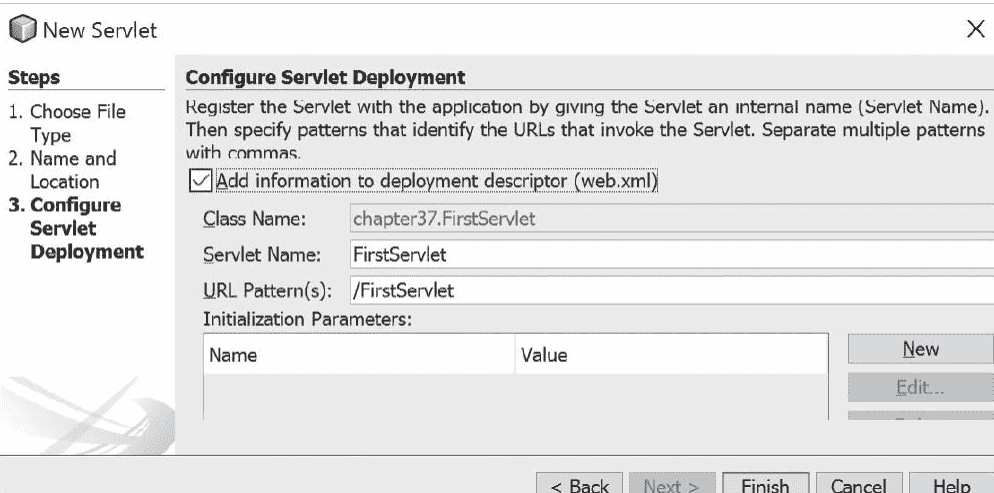 New Servlet
Steps
1. Choose File
Type
2. Name and
Location
3. Configure
Servlet
Deployment
Configure Servlet Deployment
Register the Servlet with the application by giving the Servlet an internal name (Servlet Name).
Then specify patterns that identify the URLs that invoke the Servlet. Separate multiple patterns
with commas.
Add information to deployment descriptor (web.xml)
Class Name: chapter37.FirstServlet
Servlet Name: FirstServlet
URL Pattern(s): /FirstServlet
Initialization Parameters:
Name Value
New
Edit...
< Back Next > Finish Cancel Help